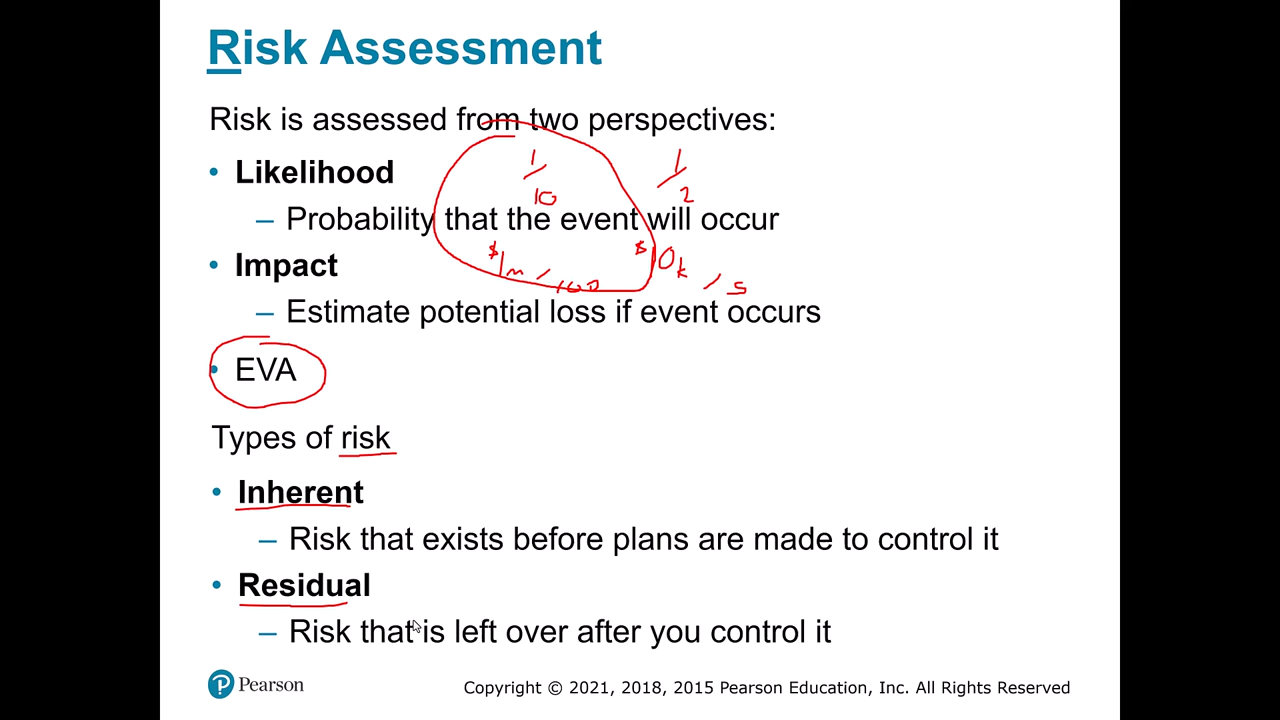 Risk Assessment
Risk is assessed from two perspectives:
• Likelihood
1/10 1/2
– Probability that the event will occur
• Impact
$1m / 100 $10k / 5
– Estimate potential loss if event occurs
• EVA
Types of risk
• Inherent
– Risk that exists before plans are made to control it
• Residual
– Risk that is left over after you control it
Pearson
Copyright © 2021, 2018, 2015 Pearson Education, Inc. All Rights Reserved